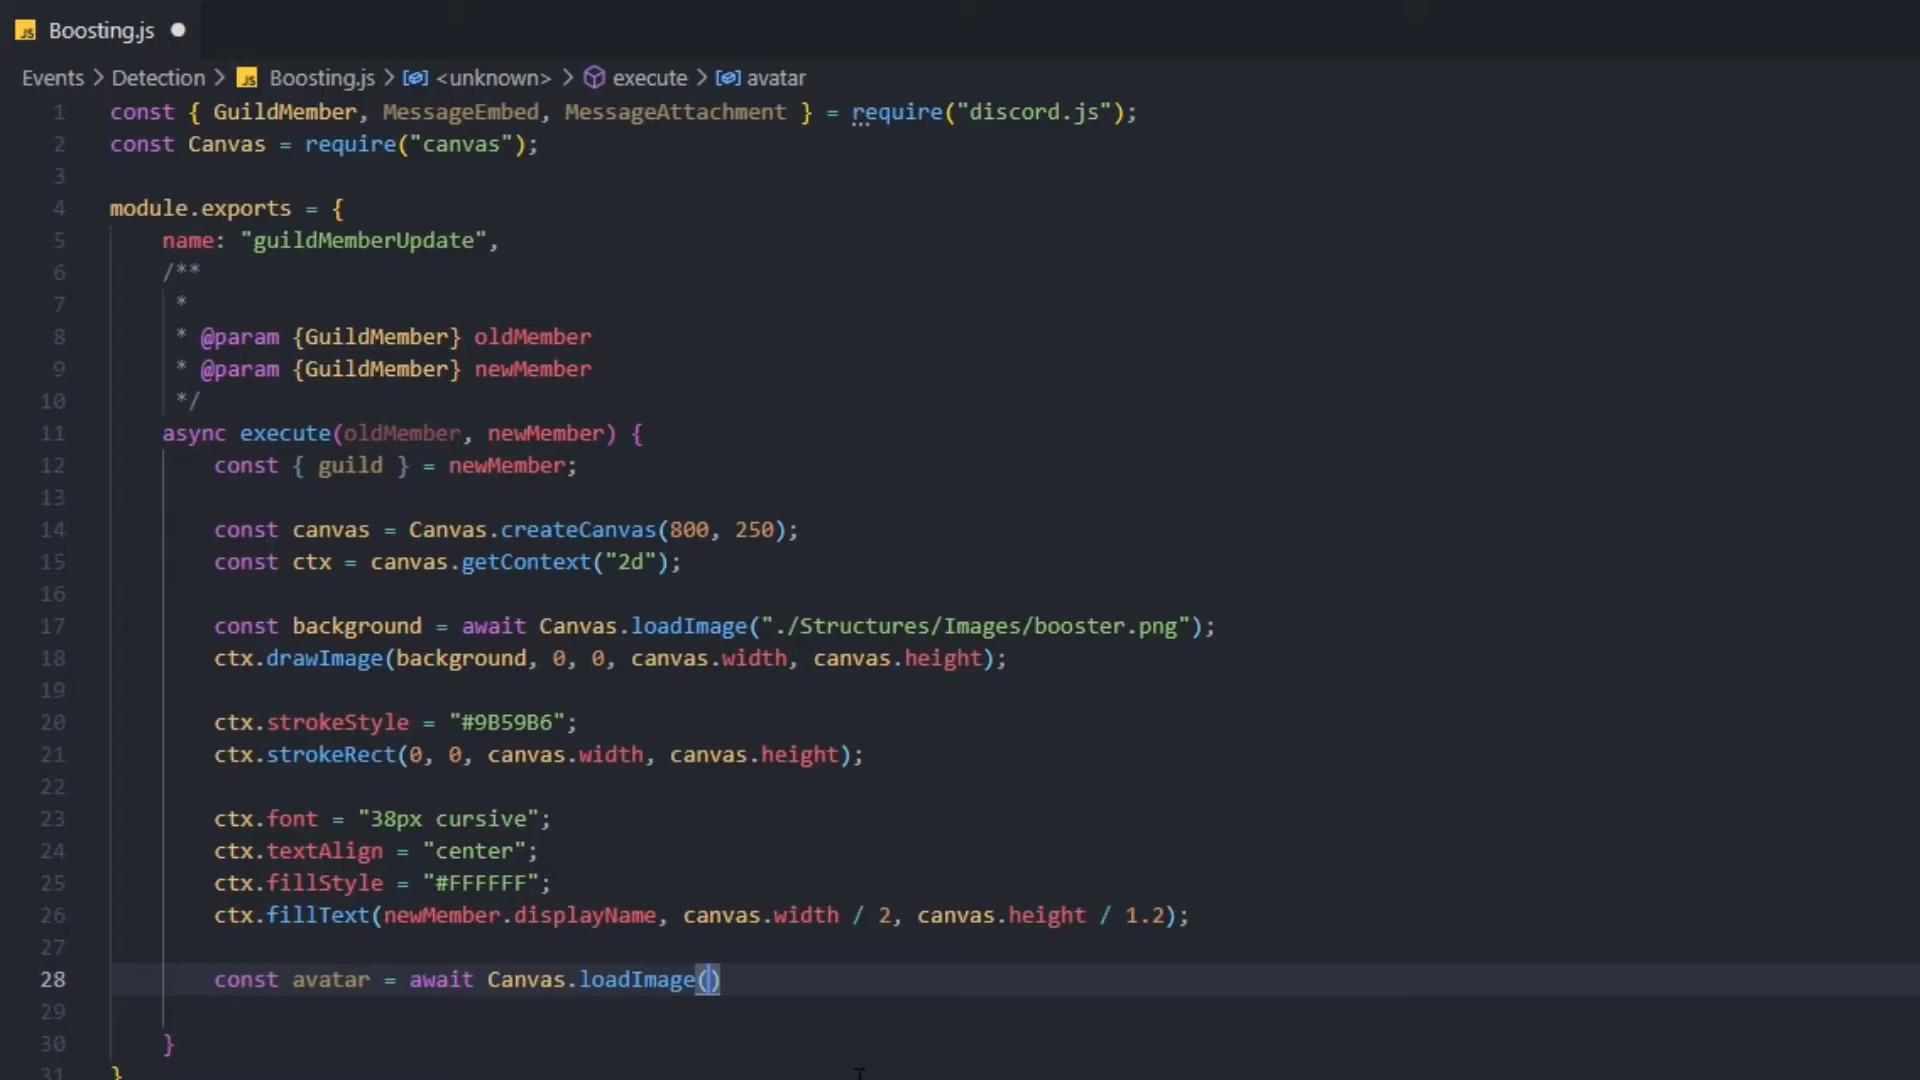 JS Boosting.js
Events > Detection > JS Boosting.js > <unknown> > execute > avatar
1 const { GuildMember, MessageEmbed, MessageAttachment } = require("discord.js");
2 const Canvas = require("canvas");
3
4 module.exports = {
5 name: "guildMemberUpdate",
6 /**
7 *
8 * @param {GuildMember} oldMember
9 * @param {GuildMember} newMember
10 */
11 async execute(oldMember, newMember) {
12 const { guild } = newMember;
13
14 const canvas = Canvas.createCanvas(800, 250);
15 const ctx = canvas.getContext("2d");
16
17 const background = await Canvas.loadImage("./Structures/Images/booster.png");
18 ctx.drawImage(background, 0, 0, canvas.width, canvas.height);
19
20 ctx.strokeStyle = "#9B59B6";
21 ctx.strokeRect(0, 0, canvas.width, canvas.height);
22
23 ctx.font = "38px cursive";
24 ctx.textAlign = "center";
25 ctx.fillStyle = "#FFFFFF";
26 ctx.fillText(newMember.displayName, canvas.width / 2, canvas.height / 1.2);
27
28 const avatar = await Canvas.loadImage()
29
30 }
31 }